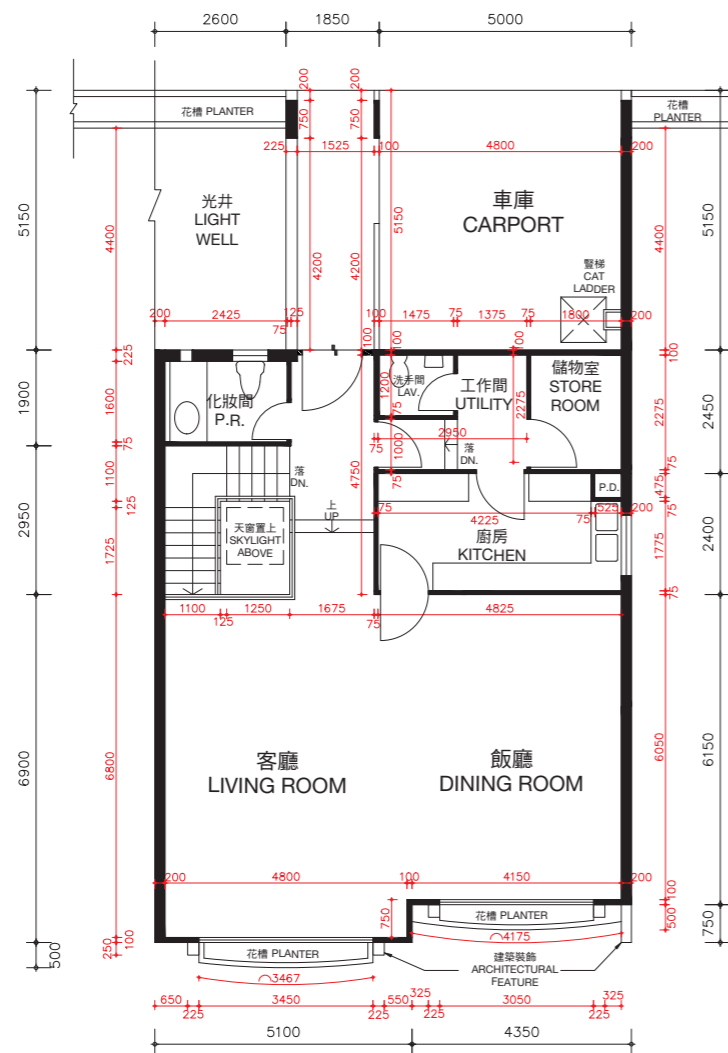 2600
1850
5000
花槽 PLANTER
花槽
PLANTER
200
200
750
750
225
1525
100
4800
200
5150
4400
光井
LIGHT
WELL
4200
4200
5150
車庫
CARPORT
豎梯
CAT
LADDER
4400
5150
200
2425
125
75
100
1475
75
1375
75
1800
200
225
100
100
100
100
1900
1600
化妝間
P.R.
洗手間
LAV.
1200
75
工作間
UTILITY
2275
儲物室
STORE
ROOM
2275
2450
75
2950
75
1000
落
DN.
75
75
1100
落
DN.
4750
上
UP
475
P.D.
125
天窗置上
SKYLIGHT
ABOVE
75
4225
75
525
200
75
2950
1725
廚房
KITCHEN
1775
2400
75
1100
125
1250
1675
75
4825
6900
6800
客廳
LIVING ROOM
飯廳
DINING ROOM
6050
6150
200
4800
100
4150
200
100
750
花槽 PLANTER
500
750
4175
250
100
500
花槽 PLANTER
建築裝飾
ARCHITECTURAL
FEATURE
3467
650
225
3450
225
550
325
225
3050
225
325
5100
4350